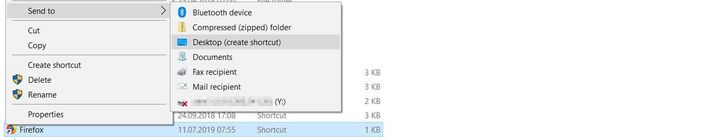 Send to
Cut
Copy
Create shortcut
Delete
Rename
Properties
Bluetooth device
Compressed (zipped) folder
Desktop (create shortcut)
Documents
Fax recipient
Mail recipient
(Y:)
3 KB
3 KB
2 KB
24.09.2018 17:08 Shortcut 3 KB
Firefox 11.07.2019 07:55 Shortcut 1 KB